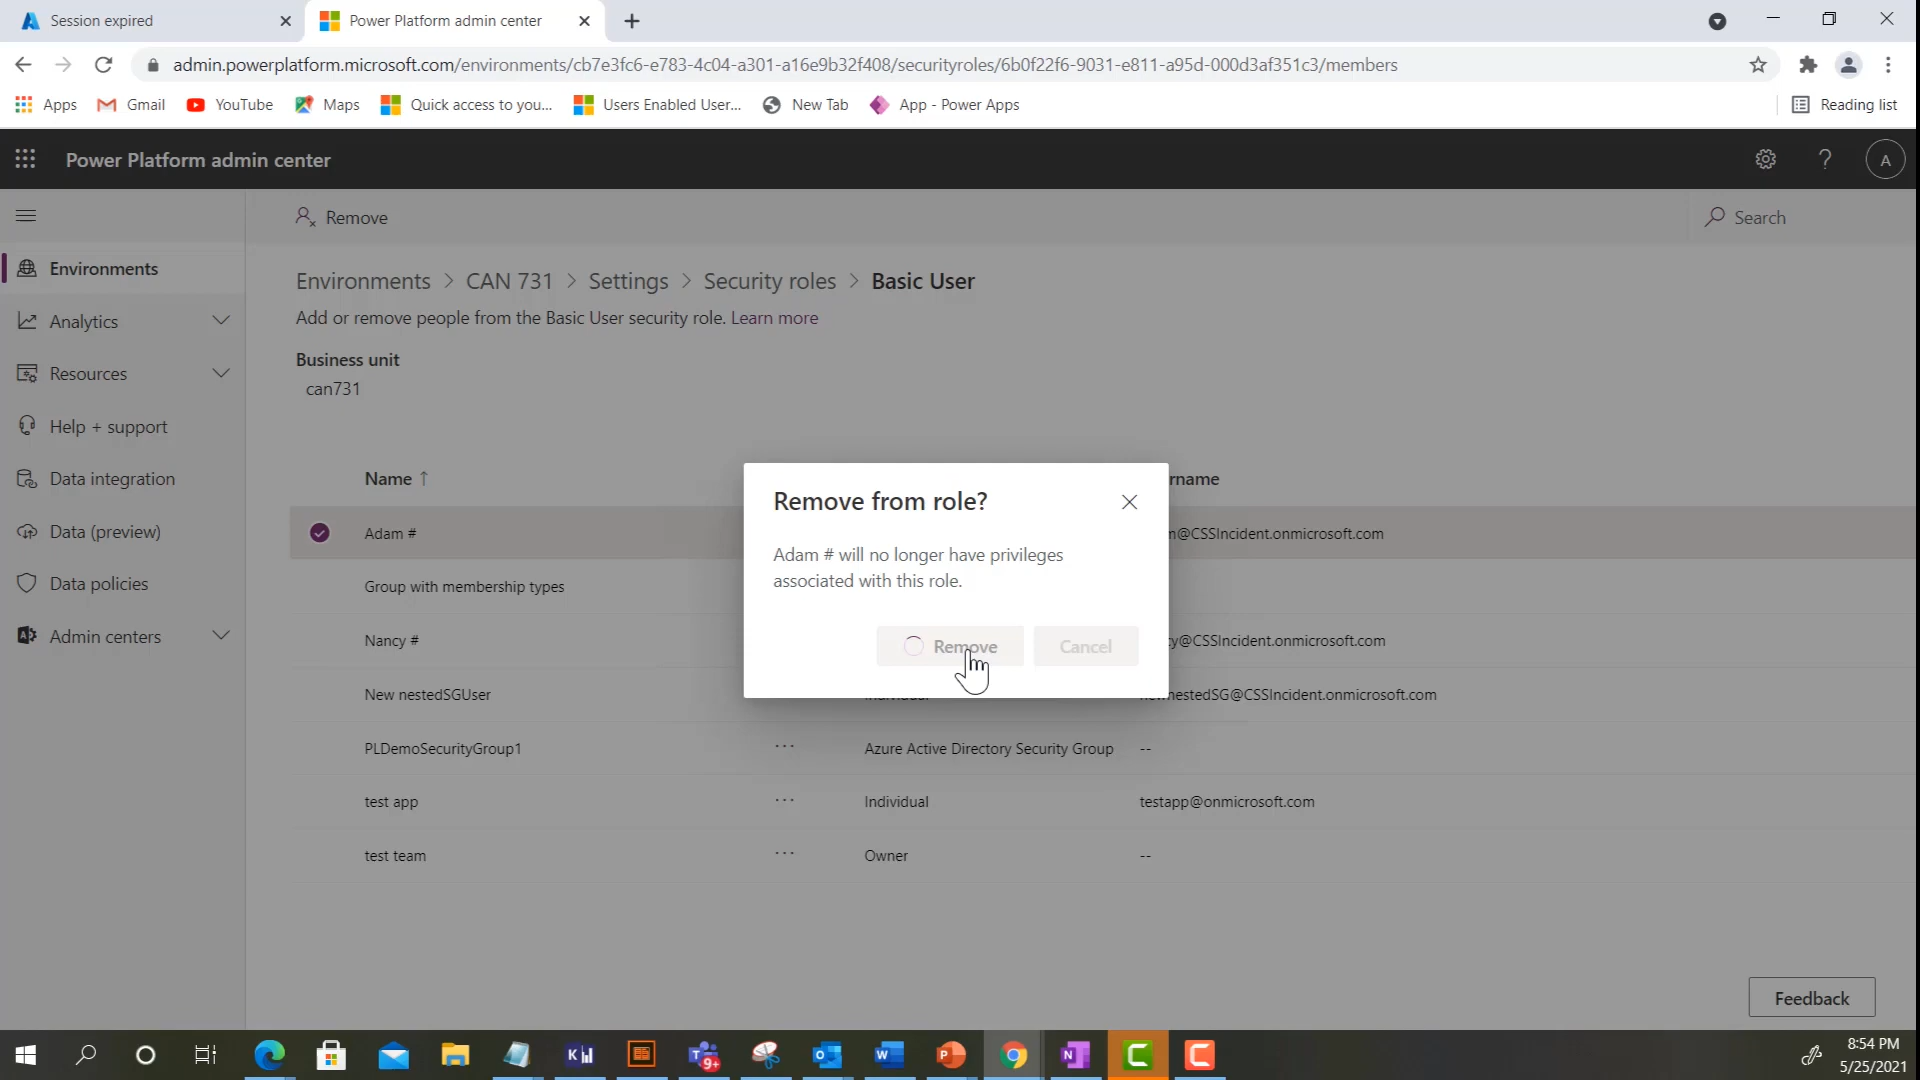 Session expired
Power Platform admin center
admin.powerplatform.microsoft.com/environments/cb7e3fc6-e783-4c04-a301-a16e9b32f408/securityroles/6b0f22f6-9031-e811-a95d-000d3af351c3/members
Apps
Gmail
YouTube
Maps
Quick access to you...
Users Enabled User...
New Tab
App - Power Apps
Reading list
Power Platform admin center
?
A
Remove
Search
Environments
Analytics
Resources
Help + support
Data integration
Data (preview)
Data policies
Admin centers
Environments > CAN 731 > Settings > Security roles > Basic User
Add or remove people from the Basic User security role. Learn more
Business unit
can731
Name ↑
rname
Adam #
@CSSIncident.onmicrosoft.com
Group with membership types
Nancy #
y@CSSIncident.onmicrosoft.com
New nestedSGUser
nestedSG@CSSIncident.onmicrosoft.com
PLDemoSecurityGroup1 ... Azure Active Directory Security Group --
test app ... Individual testapp@onmicrosoft.com
test team ... Owner --
Remove from role?
Adam # will no longer have privileges
associated with this role.
Remove
Cancel
Feedback
9+
8:54 PM
5/25/2021